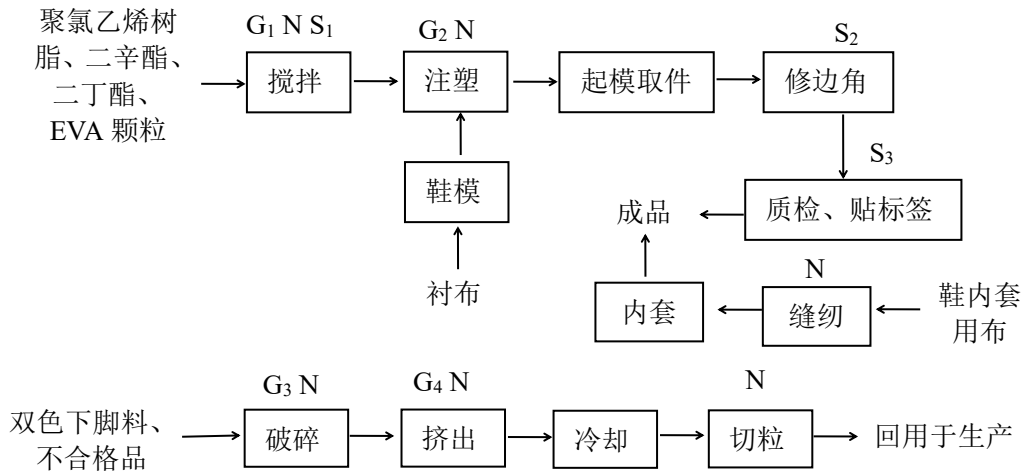 聚氯乙烯树
脂、二辛酯、
二丁酯、
EVA 颗粒
G₁ N S₁
搅拌
G₂ N
注塑
起模取件
S₂
修边角
鞋模
衬布
S₃
质检、贴标签
成品
N
内套
缝纫
鞋内套
用布
双色下脚料、
不合格品
G₃ N
破碎
G₄ N
挤出
冷却
N
切粒
回用于生产